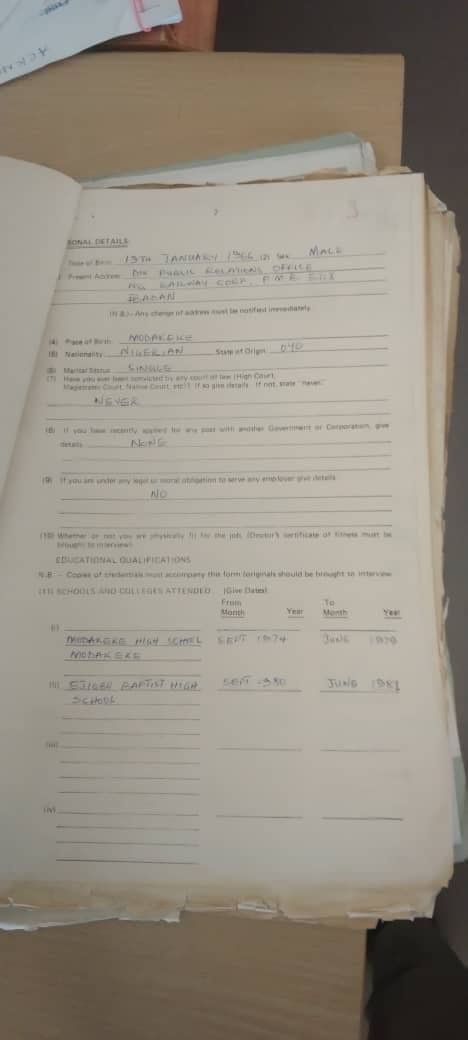 SONAL DETAILS
Time of Birth 13TH JANUARY 1966 (2) Sex MALE
Present Address DIV PUBLIC RELATIONS OFFICE
NIG RAILWAY CORP. P.M.B.
IBADAN
(N.B.)—Any change of address must be notified immediately.
(4) Place of Birth MODAKEKE
(5) Nationality NIGERIAN State of Origin OYO
(6) Marital Status SINGLE
(7) Have you ever been convicted by any court of law (High Court,
Magistrates Court, Native Court, etc)? If so give details. If not, state "never."
NEVER
(8) If you have recently applied for any post with another Government or Corporation, give
details NONE
(9) If you are under any legal or moral obligation to serve any employer give details
NO
(10) Whether or not you are physically fit for the job. (Doctor's certificate of fitness must be
brought to interview)
EDUCATIONAL QUALIFICATIONS
N.B. - Copies of credentials must accompany this form (originals should be brought to interview
(11) SCHOOLS AND COLLEGES ATTENDED (Give Dates)
From To
Month Year Month Year
(i)
MODAKEKE HIGH SCHOOL SEPT 1974 JUNE
MODAKEKE
(ii) EJIGBO BAPTIST HIGH SEPT 1980 JUNE
SCHOOL
(iii)
(iv)